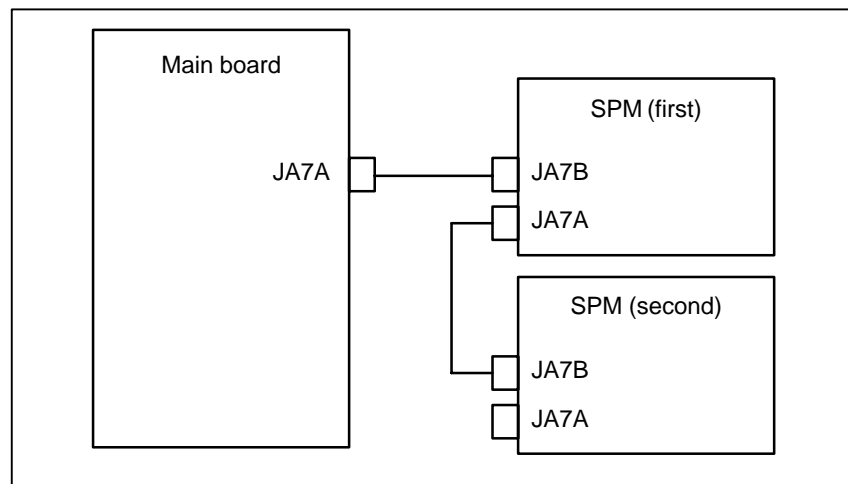 Main board
JA7A
SPM (first)
JA7B
JA7A
SPM (second)
JA7B
JA7A